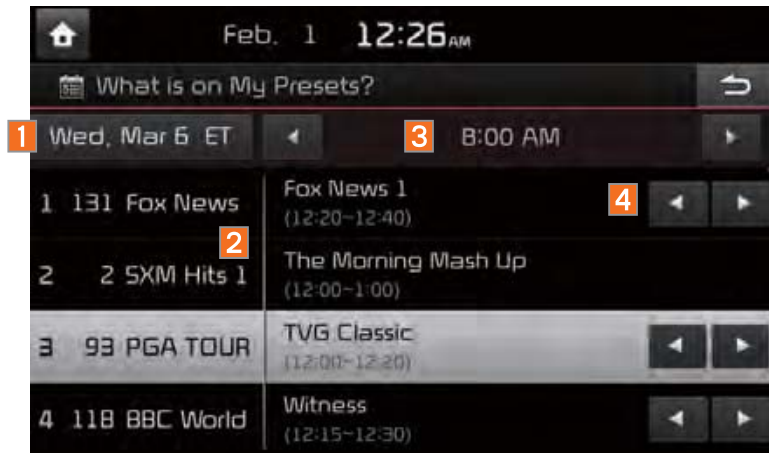 Feb. 1 12:26 AM
What is on My Presets?
1 Wed, Mar 6 ET 3 8:00 AM
1 131 Fox News Fox News 1 4
(12:20~12:40)
2
2 2 SXM Hits 1 The Morning Mash Up
(12:00~1:00)
3 93 PGA TOUR TVG Classic
(12:00~12:20)
4 118 BBC World Witness
(12:15~12:30)